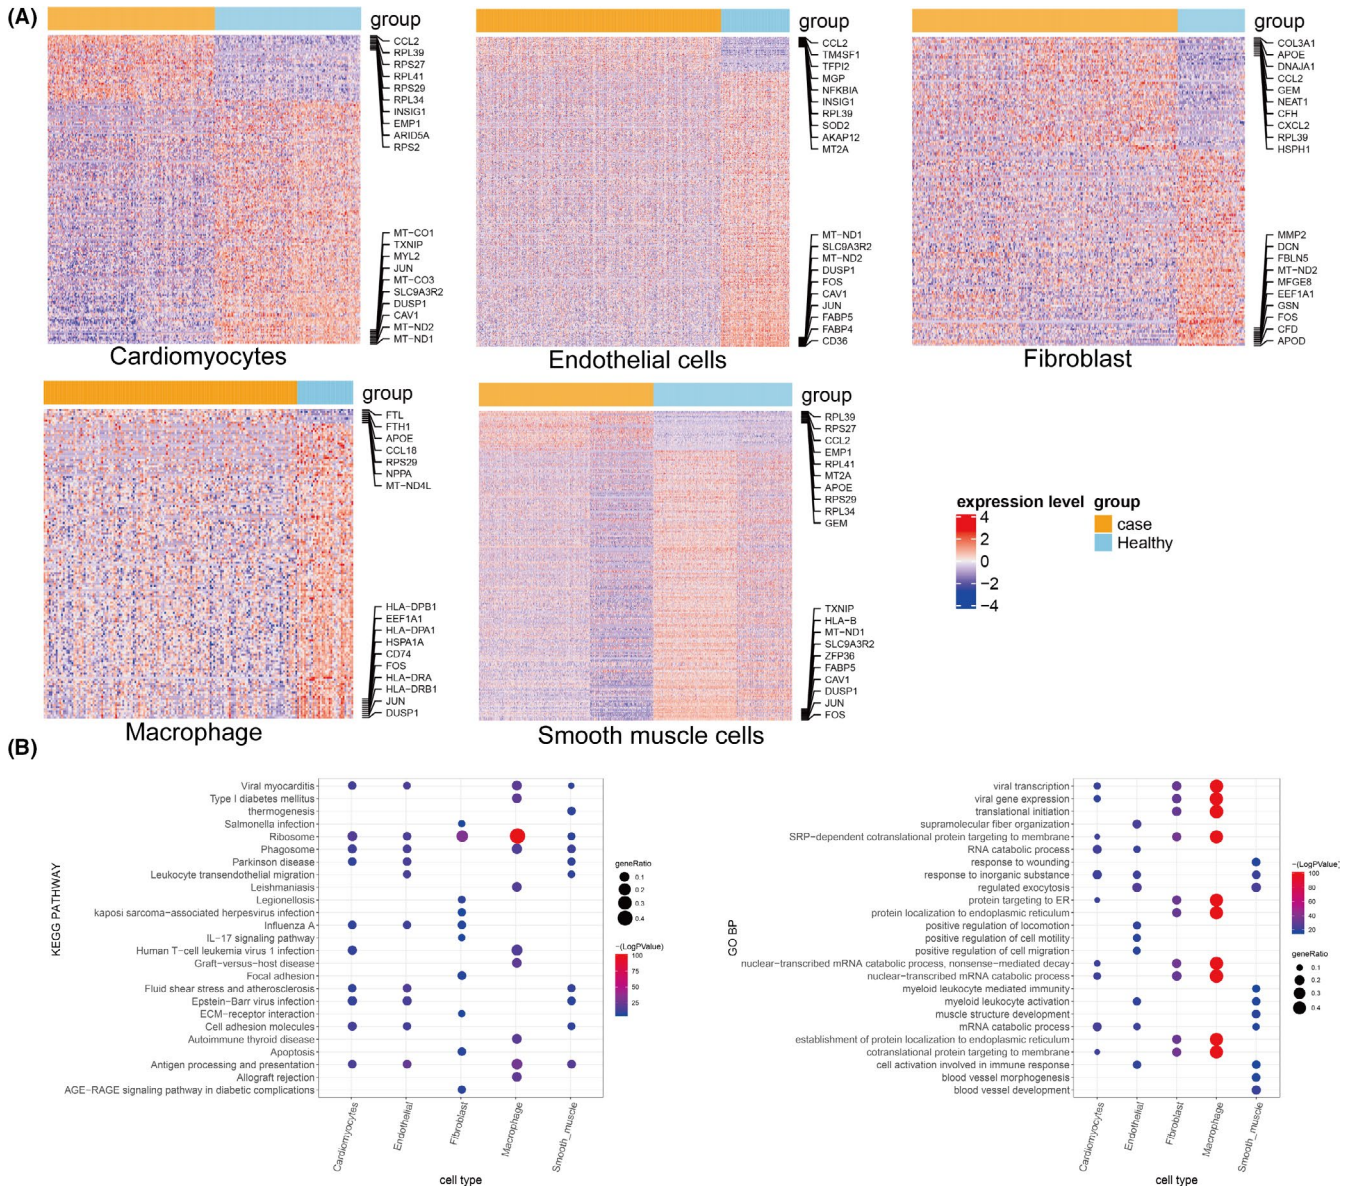 (A)
group
CCL2
RPL39
RPS27
RPL41
RPS29
RPL34
INSIG1
EMP1
ARID5A
RPS2
MT−CO1
TXNIP
MYL2
JUN
MT−CO3
SLC9A3R2
DUSP1
CAV1
MT−ND2
MT−ND1
Cardiomyocytes
group
CCL2
TM4SF1
TFPI2
MGP
NFKBIA
INSIG1
RPL39
SOD2
AKAP12
MT2A
MT−ND1
SLC9A3R2
MT−ND2
DUSP1
FOS
CAV1
JUN
FABP5
FABP4
CD36
Endothelial cells
group
COL3A1
APOE
DNAJA1
CCL2
GEM
NEAT1
CFH
CXCL2
RPL39
HSPH1
MMP2
DCN
FBLN5
MT−ND2
MFGE8
EEF1A1
GSN
FOS
CFD
APOD
Fibroblast
group
FTL
FTH1
APOE
CCL18
RPS29
NPPA
MT−ND4L
HLA−DPB1
EEF1A1
HLA−DPA1
HSPA1A
CD74
FOS
HLA−DRA
HLA−DRB1
JUN
DUSP1
Macrophage
group
RPL39
RPS27
CCL2
EMP1
RPL41
MT2A
APOE
RPS29
RPL34
GEM
TXNIP
HLA−B
MT−ND1
SLC9A3R2
ZFP36
FABP5
CAV1
DUSP1
JUN
FOS
Smooth muscle cells
expression level
4
2
0
−2
−4
group
case
Healthy
(B)
KEGG PATHWAY
Viral myocarditis
Type I diabetes mellitus
thermogenesis
Salmonella infection
Ribosome
Phagosome
Parkinson disease
Leukocyte transendothelial migration
Leishmaniasis
Legionellosis
kaposi sarcoma−associated herpesvirus infection
Influenza A
IL−17 signaling pathway
Human T−cell leukemia virus 1 infection
Graft−versus−host disease
Focal adhesion
Fluid shear stress and atherosclerosis
Epstein−Barr virus infection
ECM−receptor interaction
Cell adhesion molecules
Autoimmune thyroid disease
Apoptosis
Antigen processing and presentation
Allograft rejection
AGE−RAGE signaling pathway in diabetic complications
Cardiomyocytes
Endothelial
Fibroblast
Macrophage
Smooth_muscle
cell type
geneRatio
0.1
0.2
0.3
0.4
−(LogPValue)
100
75
50
25
GO BP
viral transcription
viral gene expression
translational initiation
supramolecular fiber organization
SRP−dependent cotranslational protein targeting to membrane
RNA catabolic process
response to wounding
response to inorganic substance
regulated exocytosis
protein targeting to ER
protein localization to endoplasmic reticulum
positive regulation of locomotion
positive regulation of cell motility
positive regulation of cell migration
nuclear−transcribed mRNA catabolic process, nonsense−mediated decay
nuclear−transcribed mRNA catabolic process
myeloid leukocyte mediated immunity
myeloid leukocyte activation
muscle structure development
mRNA catabolic process
establishment of protein localization to endoplasmic reticulum
cotranslational protein targeting to membrane
cell activation involved in immune response
blood vessel morphogenesis
blood vessel development
Cardiomyocytes
Endothelial
Fibroblast
Macrophage
Smooth_muscle
cell type
−(LogPValue)
100
80
60
40
20
geneRatio
0.1
0.2
0.3
0.4